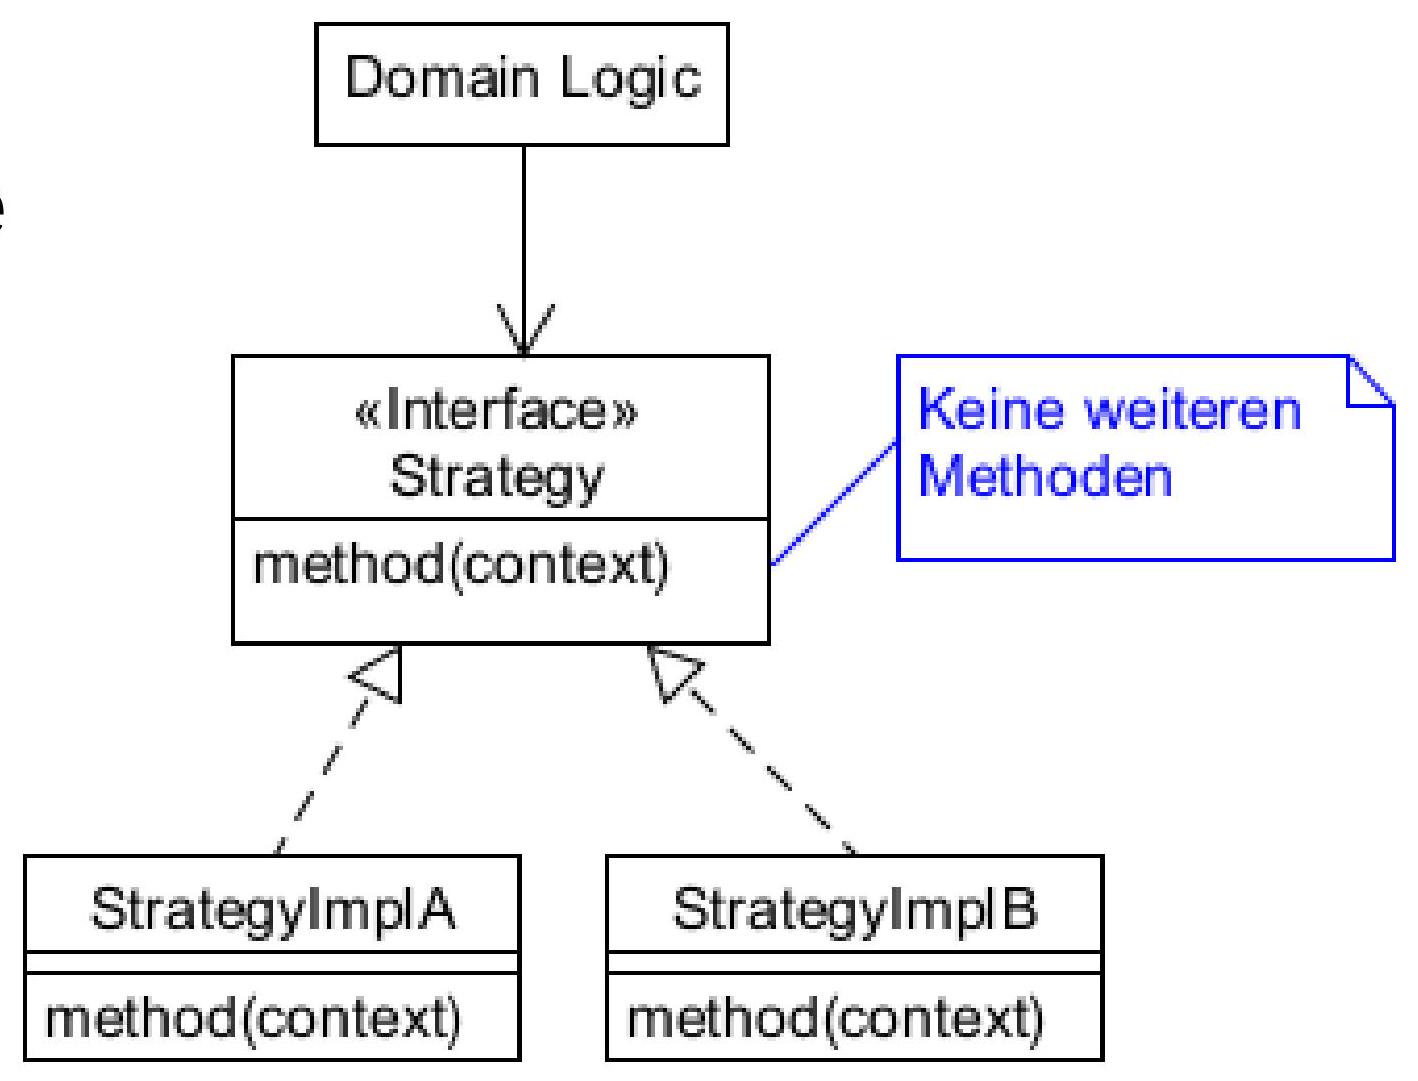 Domain Logic
e
«Interface»
Strategy
method(context)
Keine weiteren
Methoden
StrategyImplA
method(context)
StrategyImplB
method(context)